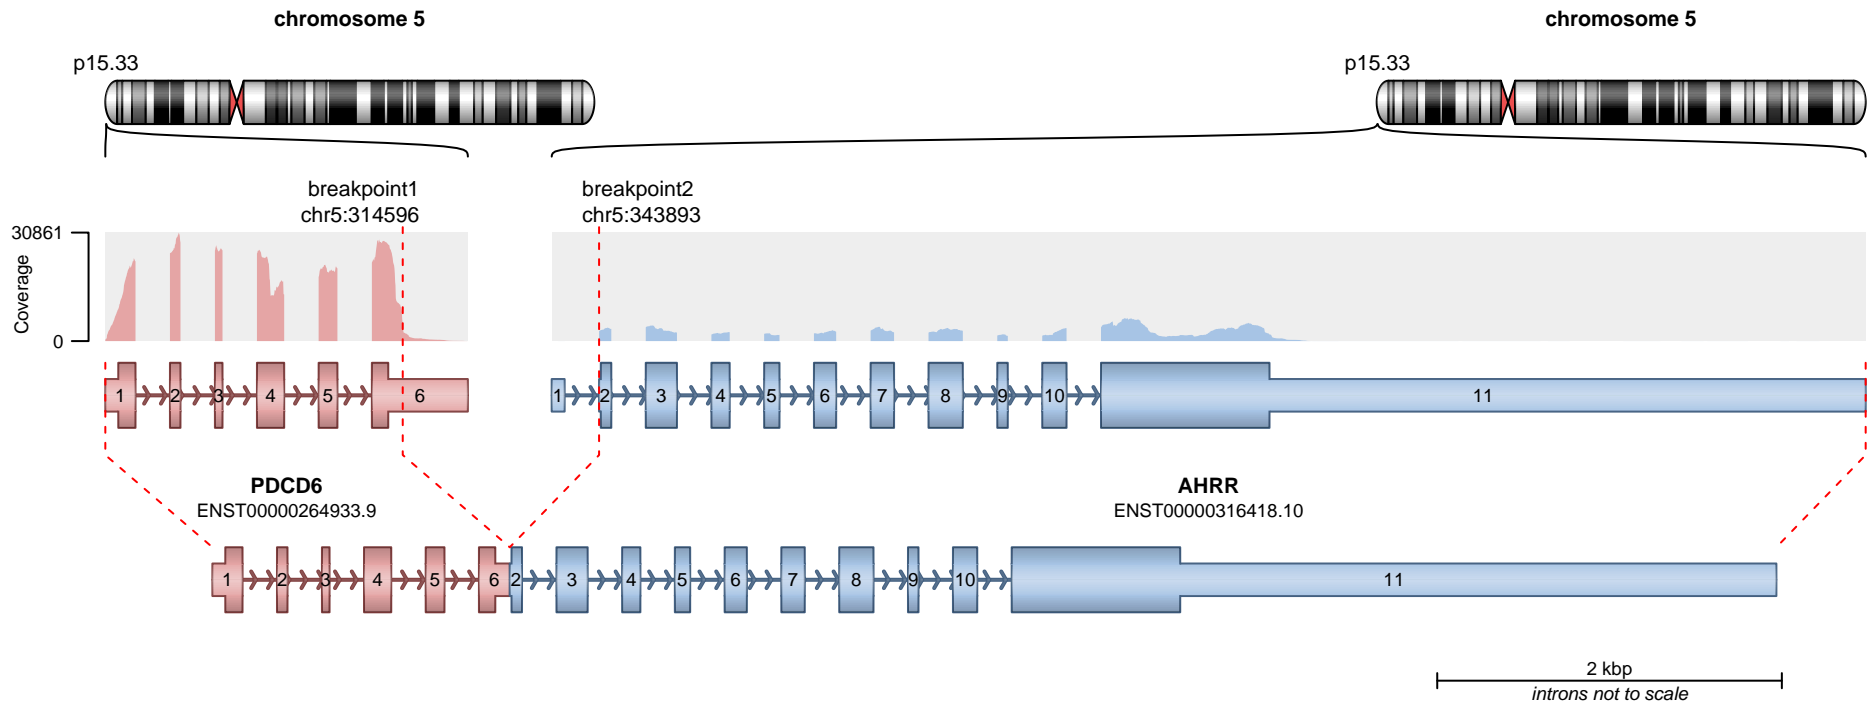 chromosome 5
chromosome 5
p15.33
p15.33
breakpoint1
chr5:314596
breakpoint2
chr5:343893
30861
0
Coverage
1 2 3 4 5 6
1 2 3 4 5 6 7 8 9 10 11
PDCD6
ENST00000264933.9
AHRR
ENST00000316418.10
1 2 3 4 5 6 2 3 4 5 6 7 8 9 10 11
2 kbp
introns not to scale